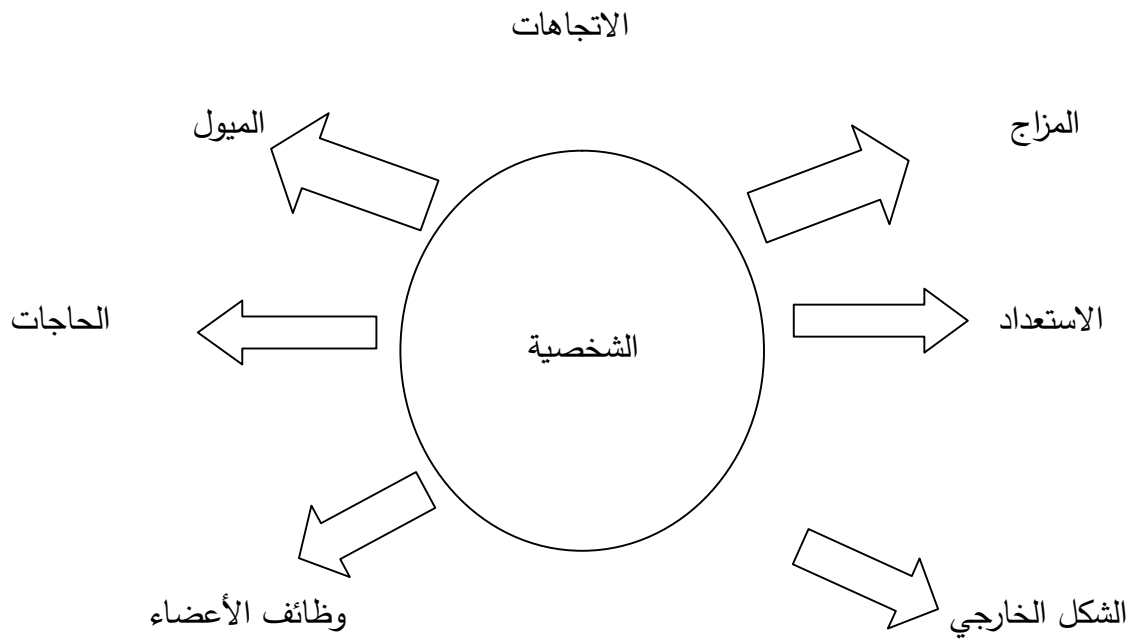 الاتجاهات
المزاج
الميول
الاستعداد
الحاجات
الشخصية
الشكل الخارجي
وظائف الأعضاء